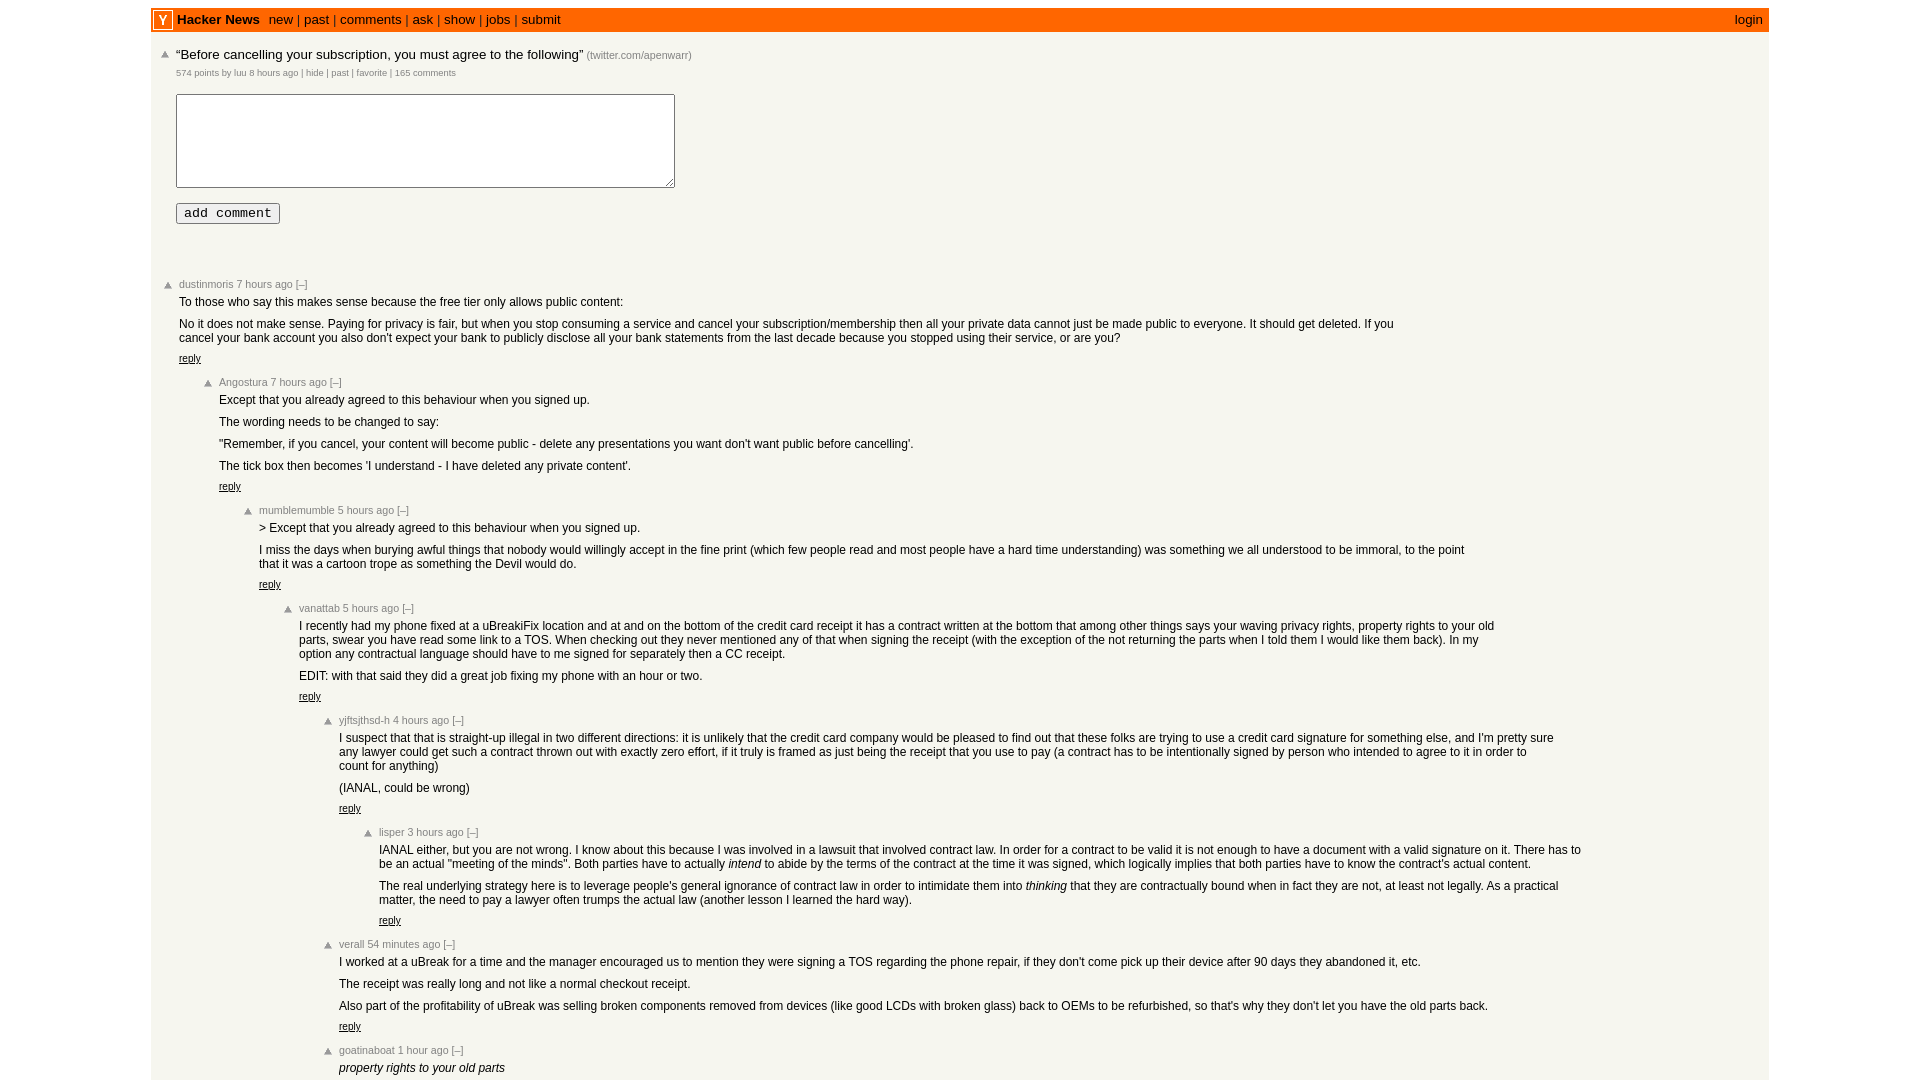 Y Hacker News new | past | comments | ask | show | jobs | submit login
“Before cancelling your subscription, you must agree to the following” (twitter.com/apenwarr)
574 points by luu 8 hours ago | hide | past | favorite | 165 comments
add comment
dustinmoris 7 hours ago [–]
To those who say this makes sense because the free tier only allows public content:
No it does not make sense. Paying for privacy is fair, but when you stop consuming a service and cancel your subscription/membership then all your private data cannot just be made public to everyone. It should get deleted. If you
cancel your bank account you also don't expect your bank to publicly disclose all your bank statements from the last decade because you stopped using their service, or are you?
reply
Angostura 7 hours ago [–]
Except that you already agreed to this behaviour when you signed up.
The wording needs to be changed to say:
"Remember, if you cancel, your content will become public - delete any presentations you want don't want public before cancelling'.
The tick box then becomes 'I understand - I have deleted any private content'.
reply
mumblemumble 5 hours ago [–]
> Except that you already agreed to this behaviour when you signed up.
I miss the days when burying awful things that nobody would willingly accept in the fine print (which few people read and most people have a hard time understanding) was something we all understood to be immoral, to the point
that it was a cartoon trope as something the Devil would do.
reply
vanattab 5 hours ago [–]
I recently had my phone fixed at a uBreakiFix location and at and on the bottom of the credit card receipt it has a contract written at the bottom that among other things says your waving privacy rights, property rights to your old
parts, swear you have read some link to a TOS. When checking out they never mentioned any of that when signing the receipt (with the exception of the not returning the parts when I told them I would like them back). In my
option any contractual language should have to me signed for separately then a CC receipt.
EDIT: with that said they did a great job fixing my phone with an hour or two.
reply
yjftsjthsd-h 4 hours ago [–]
I suspect that that is straight-up illegal in two different directions: it is unlikely that the credit card company would be pleased to find out that these folks are trying to use a credit card signature for something else, and I'm pretty sure
any lawyer could get such a contract thrown out with exactly zero effort, if it truly is framed as just being the receipt that you use to pay (a contract has to be intentionally signed by person who intended to agree to it in order to
count for anything)
(IANAL, could be wrong)
reply
lisper 3 hours ago [–]
IANAL either, but you are not wrong. I know about this because I was involved in a lawsuit that involved contract law. In order for a contract to be valid it is not enough to have a document with a valid signature on it. There has to
be an actual "meeting of the minds". Both parties have to actually intend to abide by the terms of the contract at the time it was signed, which logically implies that both parties have to know the contract's actual content.
The real underlying strategy here is to leverage people's general ignorance of contract law in order to intimidate them into thinking that they are contractually bound when in fact they are not, at least not legally. As a practical
matter, the need to pay a lawyer often trumps the actual law (another lesson I learned the hard way).
reply
verall 54 minutes ago [–]
I worked at a uBreak for a time and the manager encouraged us to mention they were signing a TOS regarding the phone repair, if they don't come pick up their device after 90 days they abandoned it, etc.
The receipt was really long and not like a normal checkout receipt.
Also part of the profitability of uBreak was selling broken components removed from devices (like good LCDs with broken glass) back to OEMs to be refurbished, so that's why they don't let you have the old parts back.
reply
goatinaboat 1 hour ago [–]
property rights to your old parts